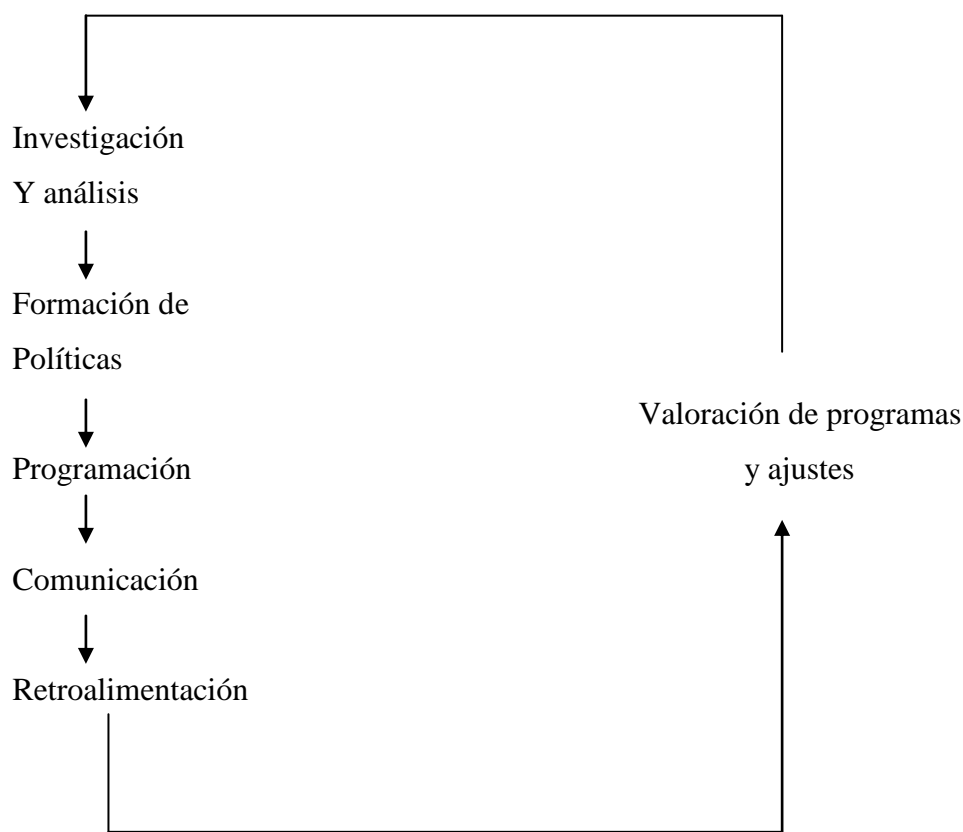 Investigación
Y análisis
Formación de
Políticas
Programación
Comunicación
Retroalimentación
Valoración de programas
y ajustes